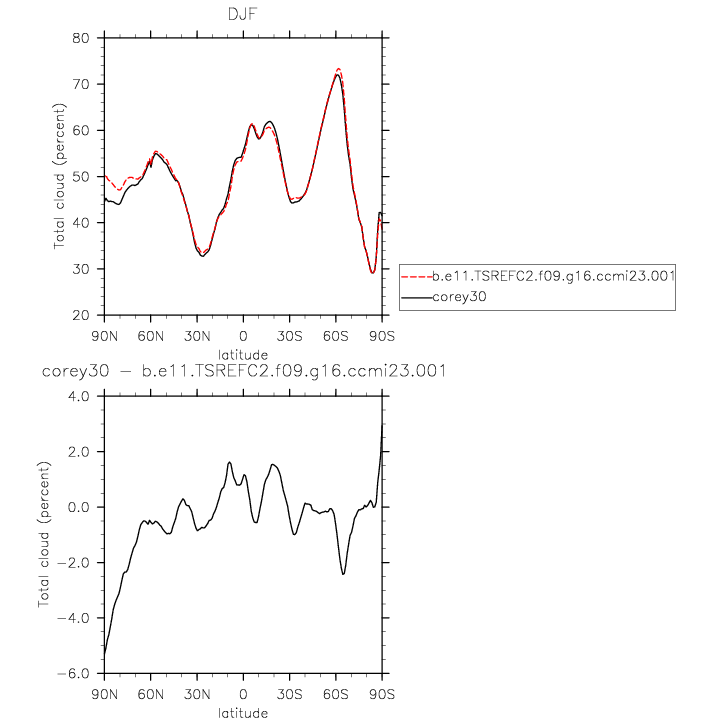 DJF
Total cloud (percent)
80
70
60
50
40
30
20
90N 60N 30N 0 30S 60S 90S
latitude
b.e11.TSREFC2.f09.g16.ccmi23.001
corey30
corey30 − b.e11.TSREFC2.f09.g16.ccmi23.001
Total cloud (percent)
4.0
2.0
0.0
−2.0
−4.0
−6.0
90N 60N 30N 0 30S 60S 90S
latitude